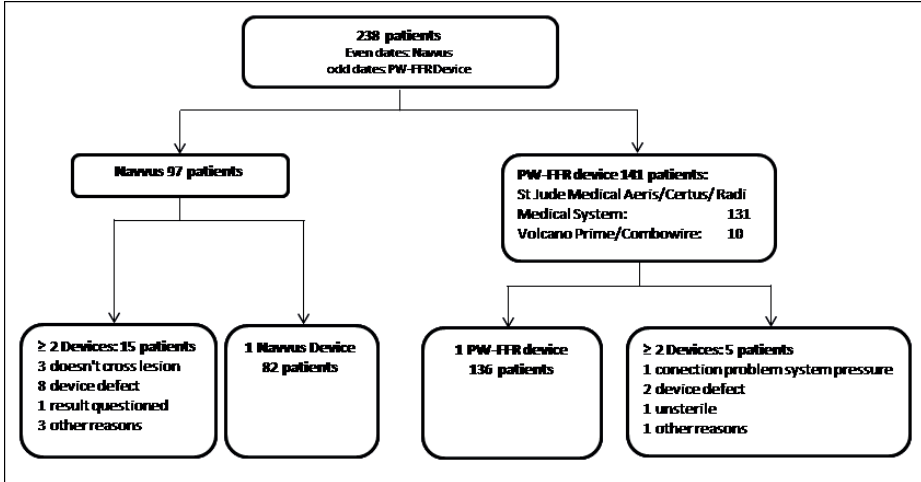 238 patients
Even dates: Navvus
odd dates: PW-FFR Device
Navvus 97 patients
PW-FFR device 141 patients:
St Jude Medical Aeris/Certus/ Radi
Medical System: 131
Volcano Prime/Combowire: 10
≥ 2 Devices: 15 patients
3 doesn't cross lesion
8 device defect
1 result questioned
3 other reasons
1 Navvus Device
82 patients
1 PW-FFR device
136 patients
≥ 2 Devices: 5 patients
1 conection problem system pressure
2 device defect
1 unsterile
1 other reasons